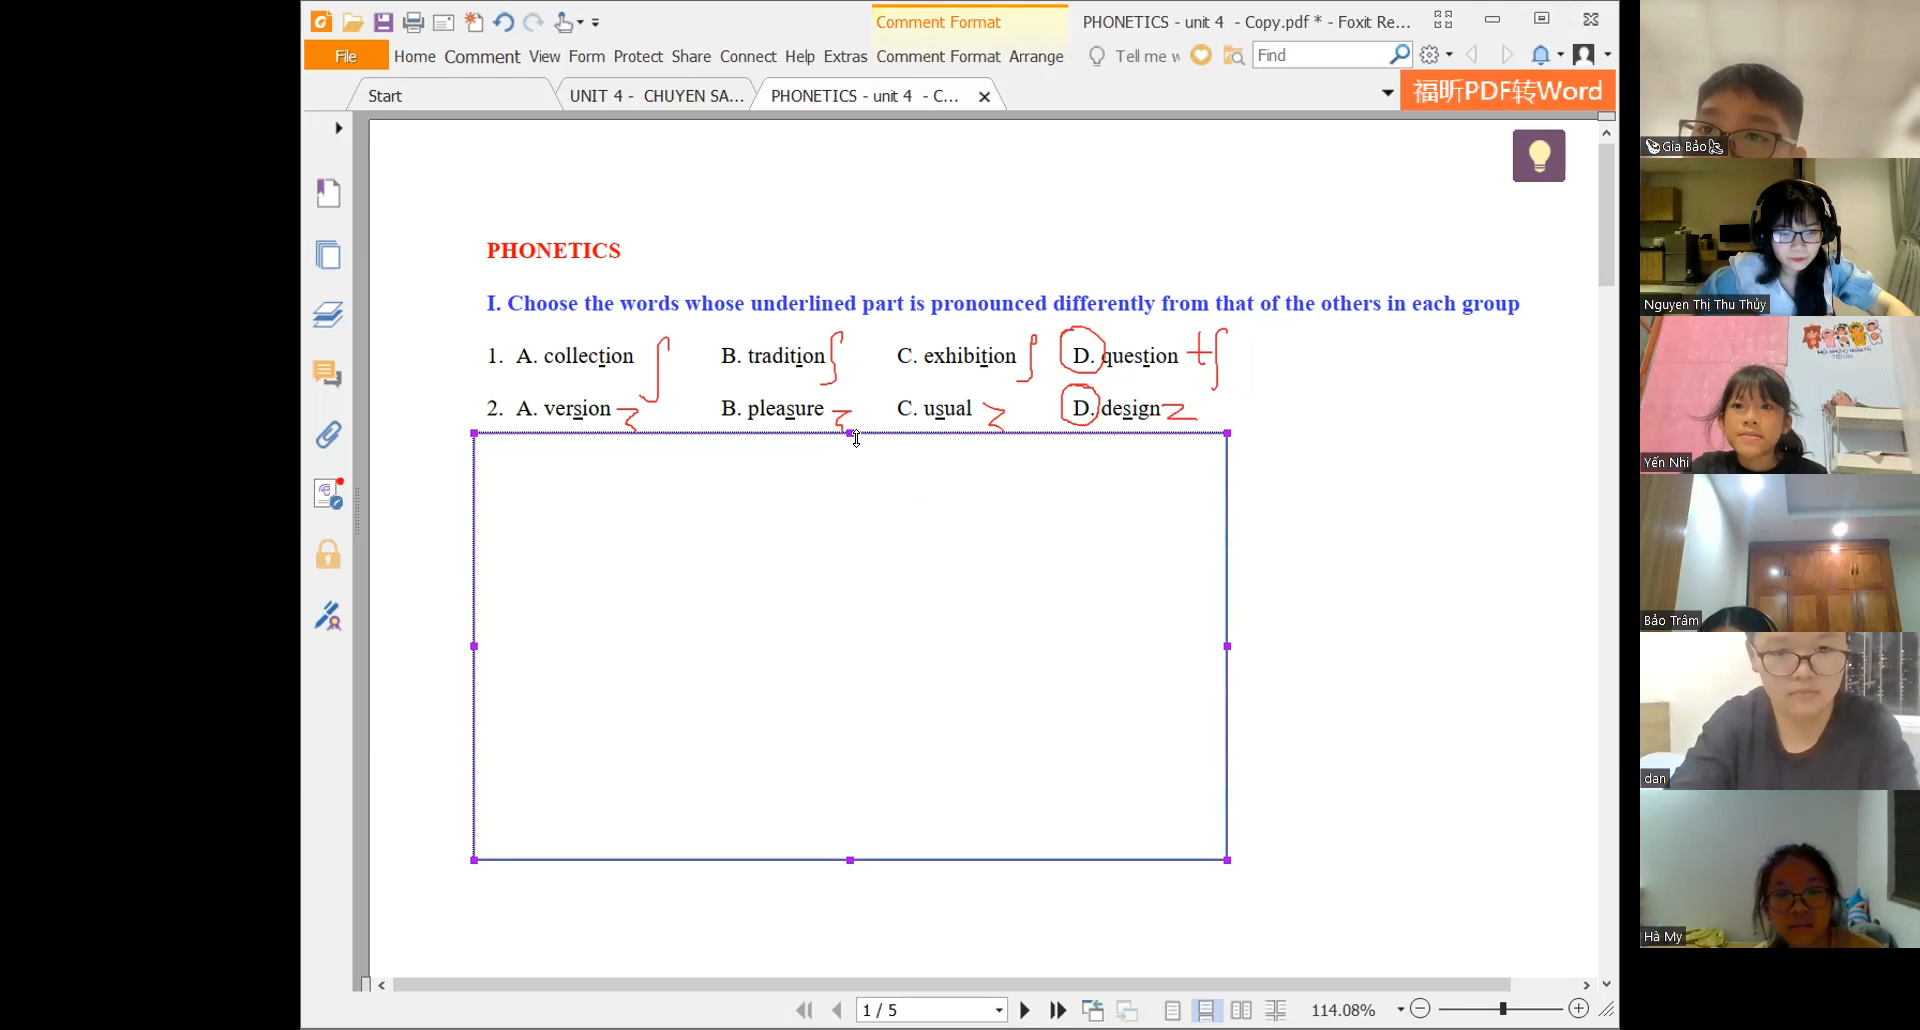 Comment Format
PHONETICS - unit 4 - Copy.pdf * - Foxit Re...
File Home Comment View Form Protect Share Connect Help Extras Comment Format Arrange Tell me w Find
Start
UNIT 4 - CHUYEN SA...
PHONETICS - unit 4 - C...
福昕PDF转Word
PHONETICS
I. Choose the words whose underlined part is pronounced differently from that of the others in each group
1. A. collection ʃ B. tradition ʃ C. exhibition ʃ D. question tʃ
2. A. version ʒ B. pleasure ʒ C. usual ʒ D. design z
1 / 5
114.08%
Gia Bảo
Nguyen Thị Thu Thủy
Yến Nhi
Bảo Trâm
dan
Hà My